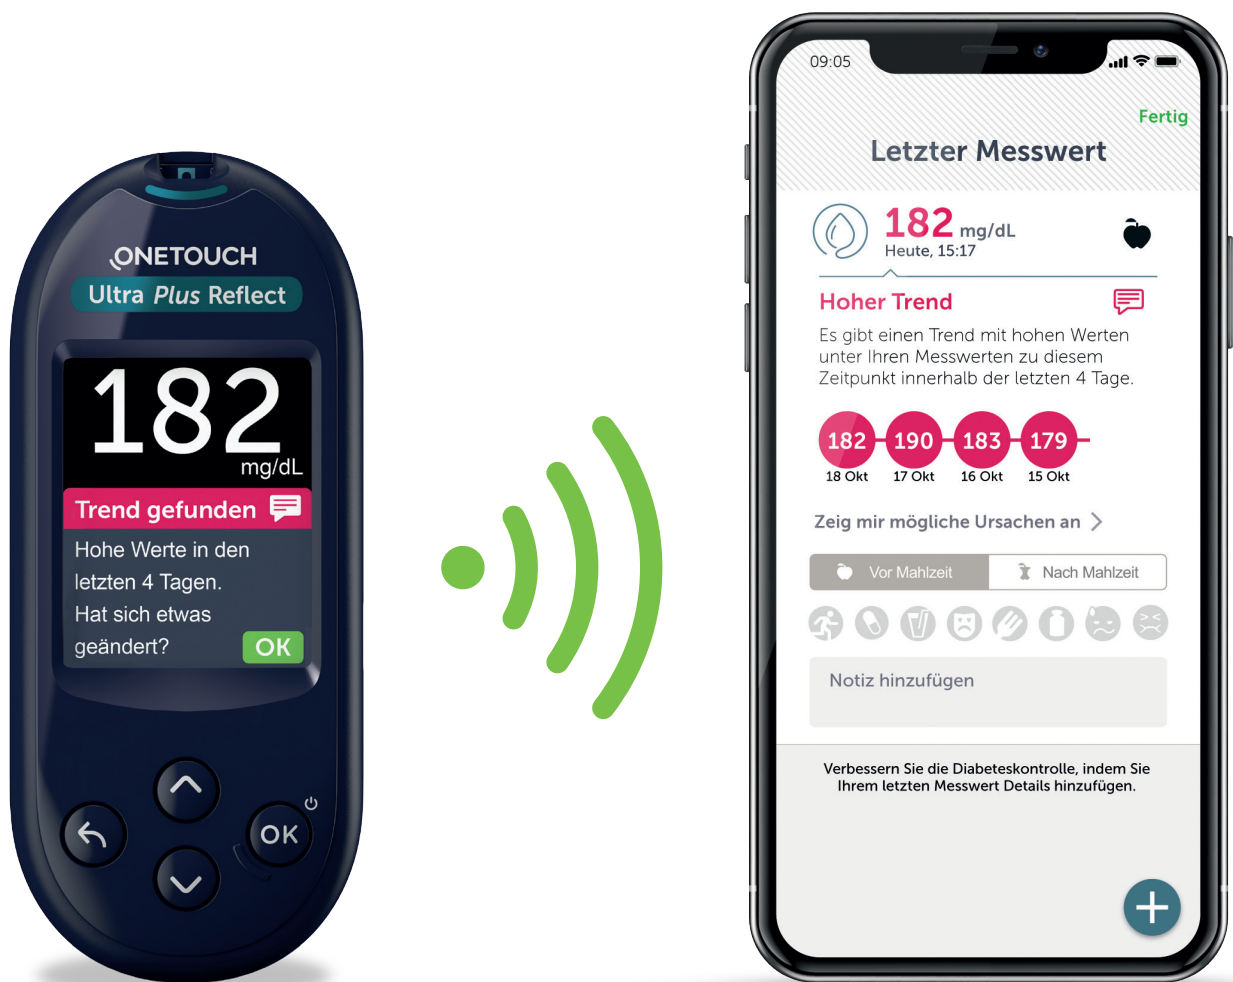 ONETOUCH
Ultra Plus Reflect
182
mg/dL
Trend gefunden
Hohe Werte in den
letzten 4 Tagen.
Hat sich etwas
geändert?
OK
OK
09:05
Fertig
Letzter Messwert
182 mg/dL
Heute, 15:17
Hoher Trend
Es gibt einen Trend mit hohen Werten
unter Ihren Messwerten zu diesem
Zeitpunkt innerhalb der letzten 4 Tage.
182 190 183 179
18 Okt 17 Okt 16 Okt 15 Okt
Zeig mir mögliche Ursachen an
Vor Mahlzeit Nach Mahlzeit
Notiz hinzufügen
Verbessern Sie die Diabeteskontrolle, indem Sie
Ihrem letzten Messwert Details hinzufügen.